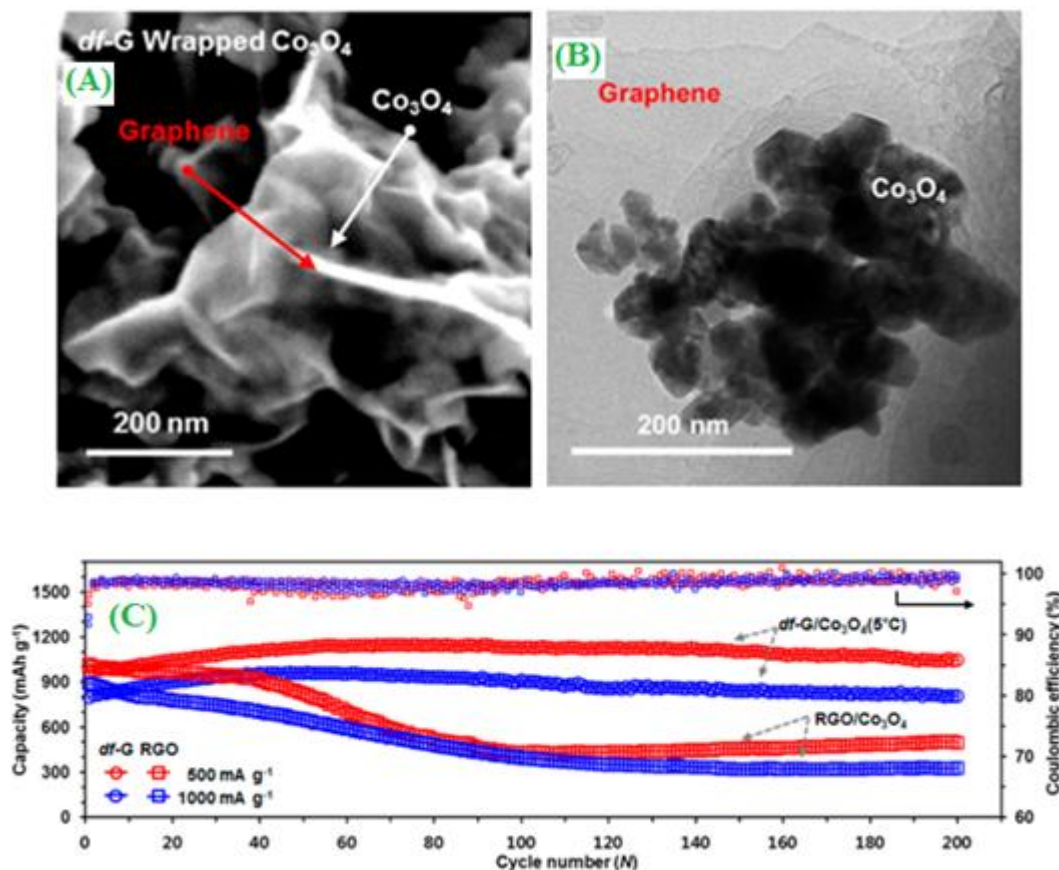 df-G Wrapped Co₃O₄
(A)
Co₃O₄
Graphene
200 nm
(B)
Graphene
Co₃O₄
200 nm
(C)
Capacity (mAh g⁻¹)
1500
1200
900
600
300
0
Coulombic efficiency (%)
100
90
80
70
60
df-G/Co₃O₄(5°C)
RGO/Co₃O₄
df-G RGO
500 mA g⁻¹
1000 mA g⁻¹
0 20 40 60 80 100 120 140 160 180 200
Cycle number (N)